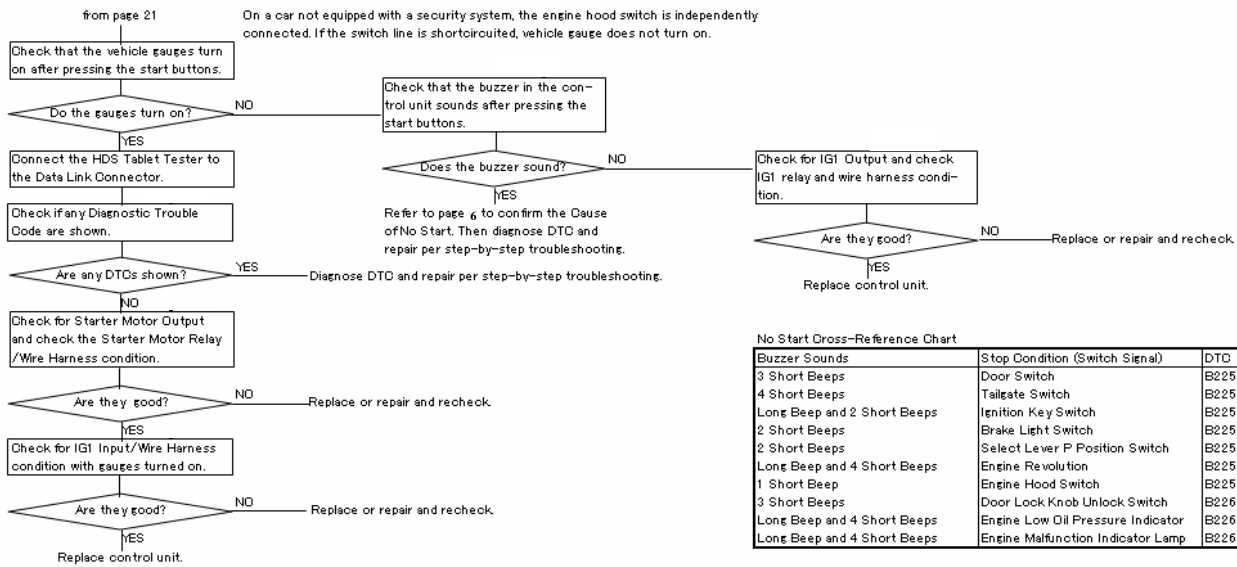 from page 21
On a car not equipped with a security system, the engine hood switch is independently
connected. If the switch line is shortcircuited, vehicle gauge does not turn on.
Check that the vehicle gauges turn
on after pressing the start buttons.
Do the gauges turn on?
NO
YES
Check that the buzzer in the con-
trol unit sounds after pressing the
start buttons.
Does the buzzer sound?
NO
YES
Refer to page 6 to confirm the Cause
of No Start. Then diagnose DTC and
repair per step-by-step troubleshooting.
Check for IG1 Output and check
IG1 relay and wire harness condi-
tion.
Are they good?
NO
Replace or repair and recheck.
YES
Replace control unit.
Connect the HDS Tablet Tester to
the Data Link Connector.
Check if any Diagnostic Trouble
Code are shown.
Are any DTCs shown?
YES
Diagnose DTC and repair per step-by-step troubleshooting.
NO
Check for Starter Motor Output
and check the Starter Motor Relay
/Wire Harness condition.
Are they good?
NO
Replace or repair and recheck.
YES
Check for IG1 Input/Wire Harness
condition with gauges turned on.
Are they good?
NO
Replace or repair and recheck.
YES
Replace control unit.
No Start Cross-Reference Chart
Buzzer Sounds Stop Condition (Switch Signal) DTC
3 Short Beeps Door Switch B225
4 Short Beeps Tailgate Switch B225
Long Beep and 2 Short Beeps Ignition Key Switch B225
2 Short Beeps Brake Light Switch B225
2 Short Beeps Select Lever P Position Switch B225
Long Beep and 4 Short Beeps Engine Revolution B225
1 Short Beep Engine Hood Switch B225
3 Short Beeps Door Lock Knob Unlock Switch B226
Long Beep and 4 Short Beeps Engine Low Oil Pressure Indicator B226
Long Beep and 4 Short Beeps Engine Malfunction Indicator Lamp B226